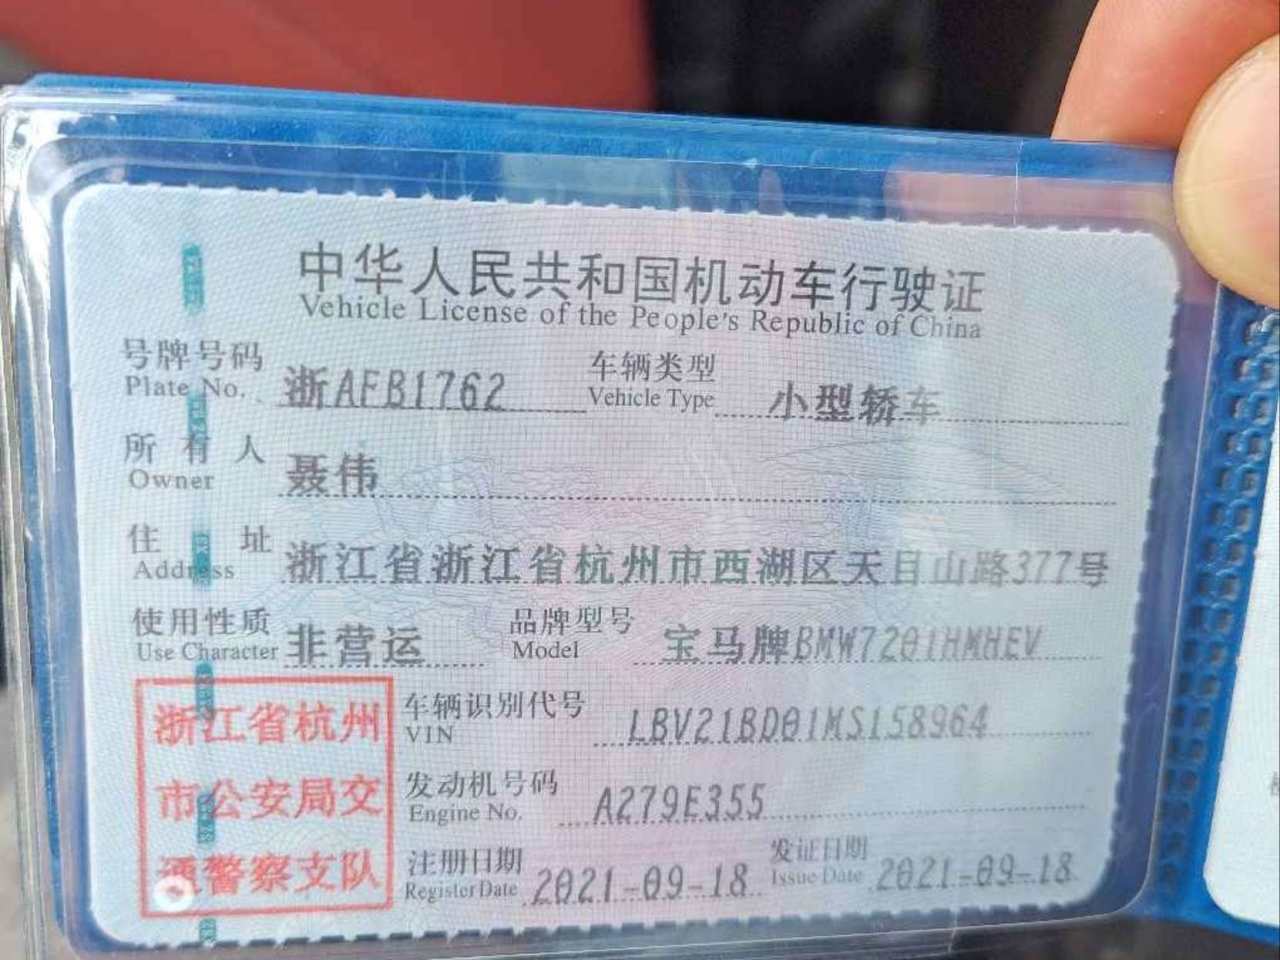 中华人民共和国机动车行驶证
Vehicle License of the People's Republic of China
号牌号码 浙AFB1762 车辆类型 小型轿车
Plate No. Vehicle Type
所有人 聂伟
Owner
住址 浙江省浙江省杭州市西湖区天目山路377号
Address
使用性质 非营运 品牌型号 宝马牌BMW7201HMHEV
Use Character Model
浙江省杭州
市公安局交
通警察支队
车辆识别代号 LBV21BD01MS158964
VIN
发动机号码 A279E355
Engine No.
注册日期 2021-09-18 发证日期 2021-09-18
Register Date Issue Date